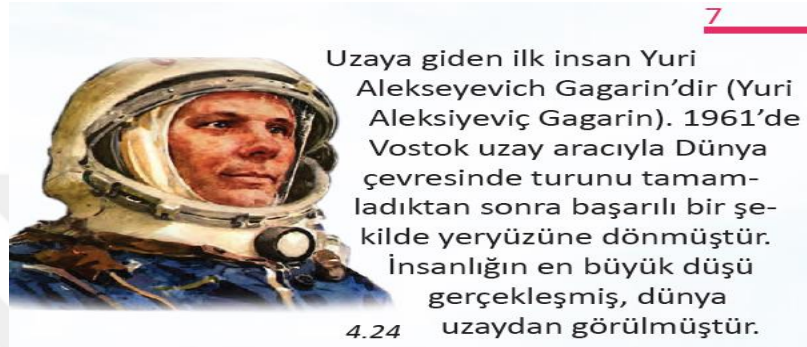 7
Uzaya giden ilk insan Yuri
Alekseyevich Gagarin’dir (Yuri
Aleksiyeviç Gagarin). 1961’de
Vostok uzay aracıyla Dünya
çevresinde turunu tamam-
ladıktan sonra başarılı bir şe-
kilde yeryüzüne dönmüştür.
İnsanlığın en büyük düşü
gerçekleşmiş, dünya
4.24 uzaydan görülmüştür.